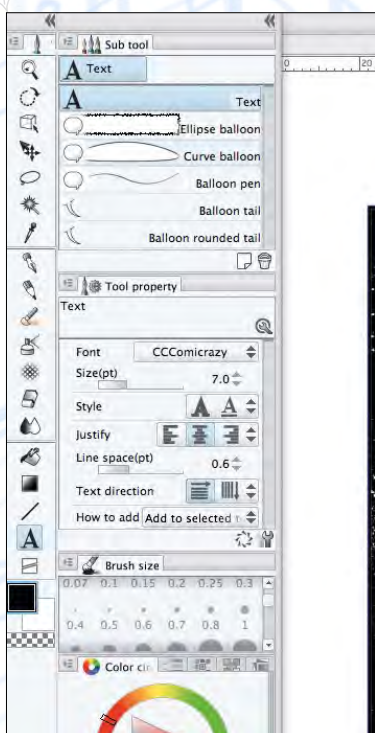 Sub tool
0 20
A Text
A Text
Ellipse balloon
Curve balloon
Balloon pen
Balloon tail
Balloon rounded tail
Tool property
Text
Font CCComicrazy
Size(pt) 7.0
Style A A
Justify
Line space(pt) 0.6
Text direction
How to add Add to selected
A
Brush size
0.07 0.1 0.15 0.2 0.25 0.3
0.4 0.5 0.6 0.7 0.8 1
Color cir